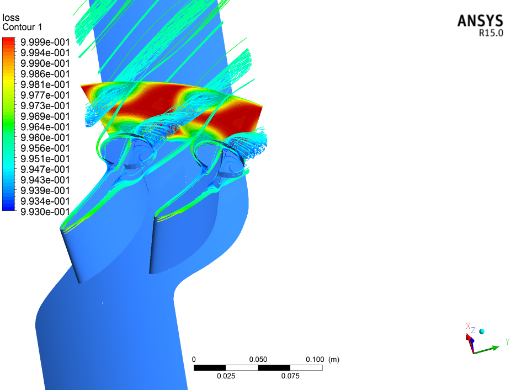 loss
Contour 1
9.999e-001
9.994e-001
9.990e-001
9.986e-001
9.981e-001
9.977e-001
9.973e-001
9.969e-001
9.964e-001
9.960e-001
9.956e-001
9.951e-001
9.947e-001
9.943e-001
9.939e-001
9.934e-001
9.930e-001
ANSYS
R15.0
0 0.050 0.100 (m)
0.025 0.075
X Z Y